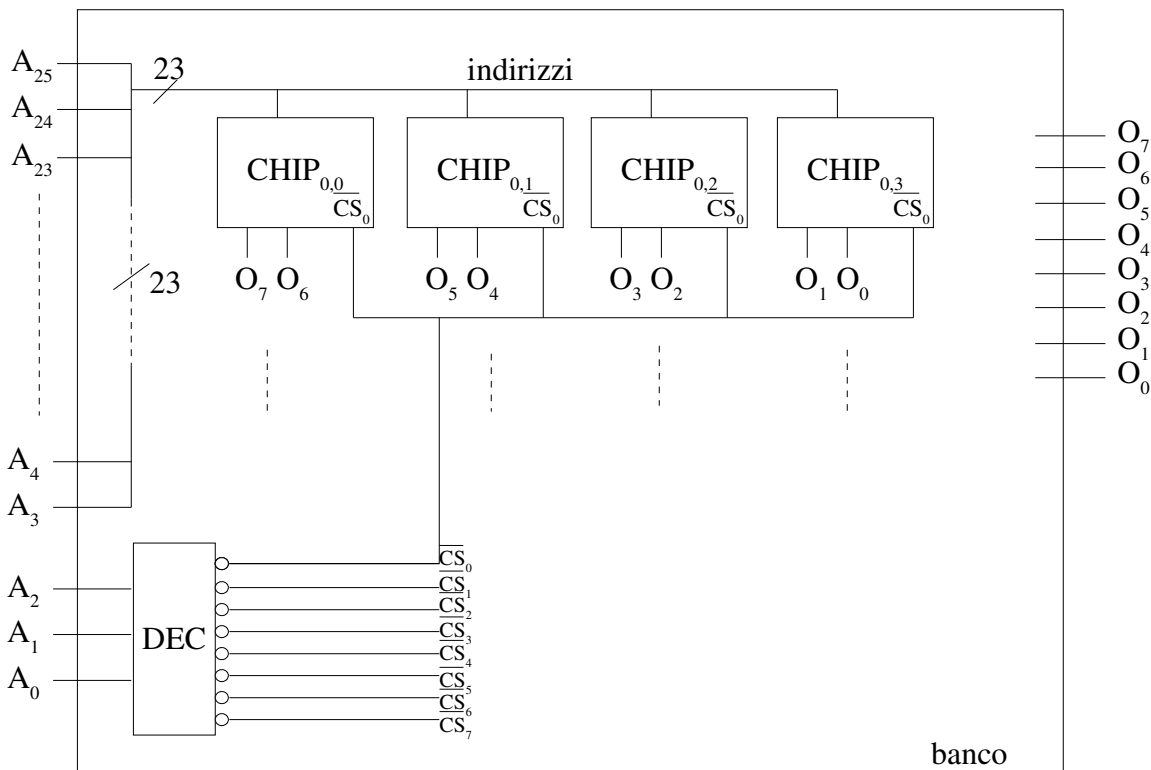 A25
23
indirizzi
A24
A23
CHIP0,0
CS0
CHIP0,1
CS0
CHIP0,2
CS0
CHIP0,3
CS0
O7
O6
O5
O4
O3
O2
O1
O0
23
O7 O6
O5 O4
O3 O2
O1 O0
A4
A3
A2
A1
A0
DEC
CS0
CS1
CS2
CS3
CS4
CS5
CS6
CS7
banco